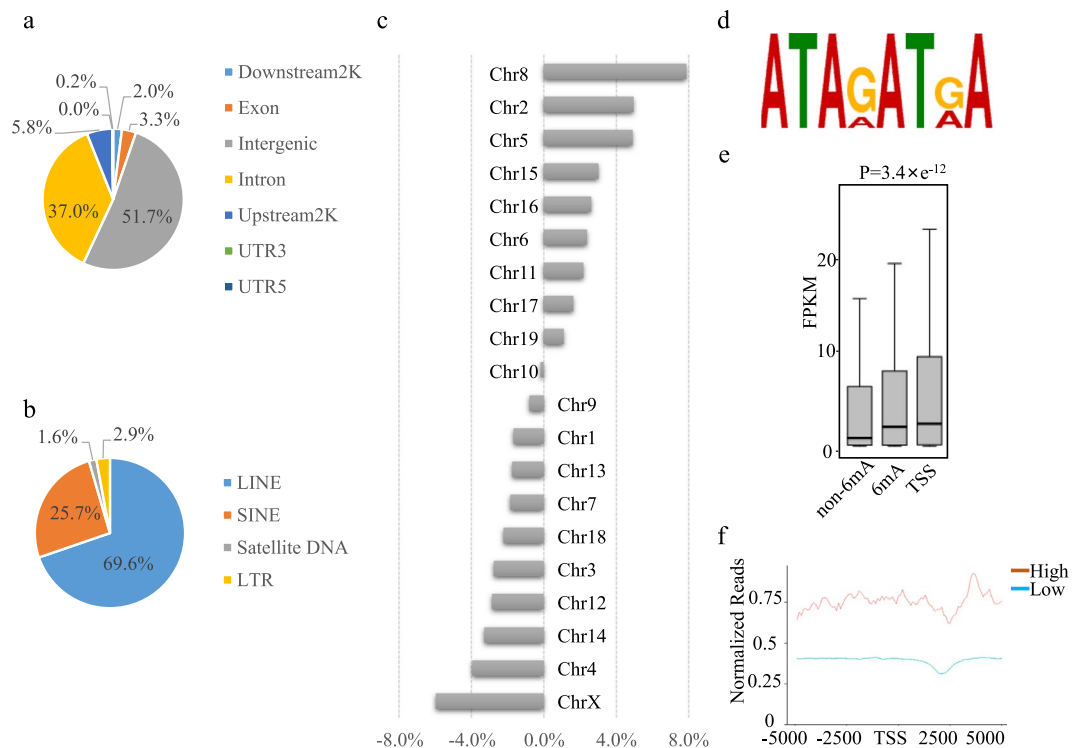 a
0.2%
2.0%
0.0%
3.3%
5.8%
37.0%
51.7%
Downstream2K
Exon
Intergenic
Intron
Upstream2K
UTR3
UTR5
b
1.6%
2.9%
25.7%
69.6%
LINE
SINE
Satellite DNA
LTR
c
Chr8
Chr2
Chr5
Chr15
Chr16
Chr6
Chr11
Chr17
Chr19
Chr10
Chr9
Chr1
Chr13
Chr7
Chr18
Chr3
Chr12
Chr14
Chr4
ChrX
-8.0% -4.0% 0.0% 4.0% 8.0%
d
ATAGATGA
A A
e
P=3.4×e-12
FPKM
20
10
0
non-6mA 6mA TSS
f
High
Low
Normalized Reads
0.75
0.5
0.25
0
-5000 -2500 TSS 2500 5000